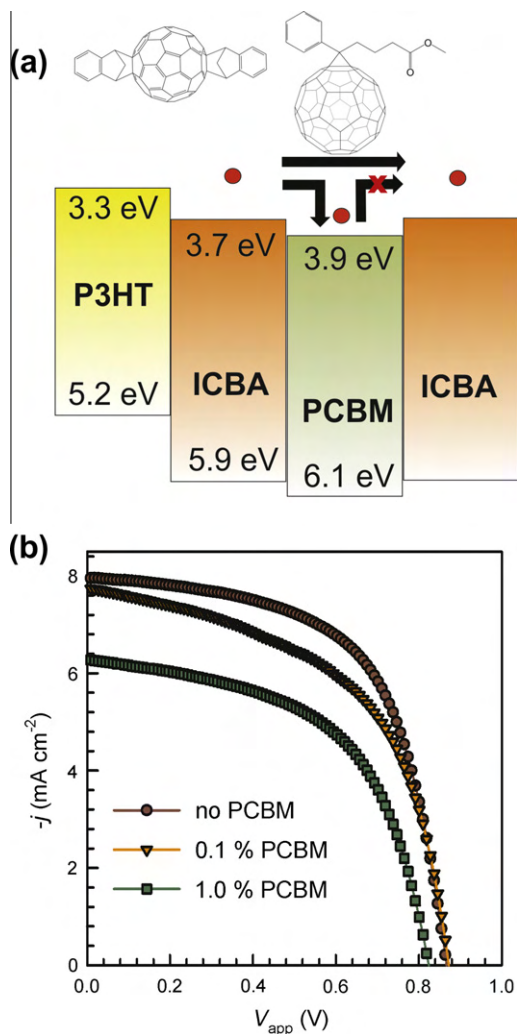 (a)
O
O
3.3 eV
3.7 eV
3.9 eV
P3HT
ICBA
PCBM
ICBA
5.2 eV
5.9 eV
6.1 eV
(b)
8
6
4
2
0
-j (mA cm-2)
no PCBM
0.1 % PCBM
1.0 % PCBM
0.0 0.2 0.4 0.6 0.8 1.0
Vapp (V)